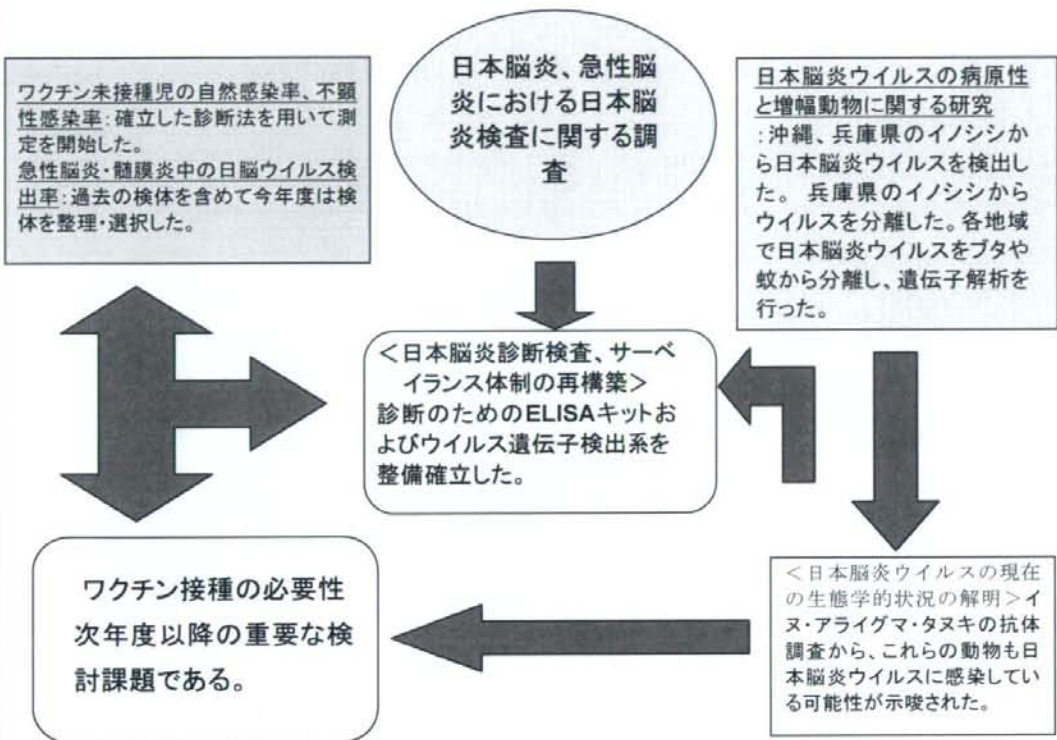 ワクチン未接種児の自然感染率、不顕
性感染率:確立した診断法を用いて測
定を開始した。
急性脳炎・髄膜炎中の日脳ウイルス検
出率:過去の検体を含めて今年度は検
体を整理・選択した。
日本脳炎、急性脳
炎における日本脳
炎検査に関する調
査
日本脳炎ウイルスの病原性
と増幅動物に関する研究
:沖縄、兵庫県のイノシシか
ら日本脳炎ウイルスを検出し
た。 兵庫県のイノシシから
ウイルスを分離した。各地域
で日本脳炎ウイルスをブタや
蚊から分離し、遺伝子解析を
行った。
<日本脳炎診断検査、サーベ
イランス体制の再構築>
診断のためのELISAキットお
よびウイルス遺伝子検出系を
整備確立した。
ワクチン接種の必要性
次年度以降の重要な検
討課題である。
<日本脳炎ウイルスの現在
の生態学的状況の解明>イ
ヌ・アライグマ・タヌキの抗体
調査から、これらの動物も日
本脳炎ウイルスに感染してい
る可能性が示唆された。